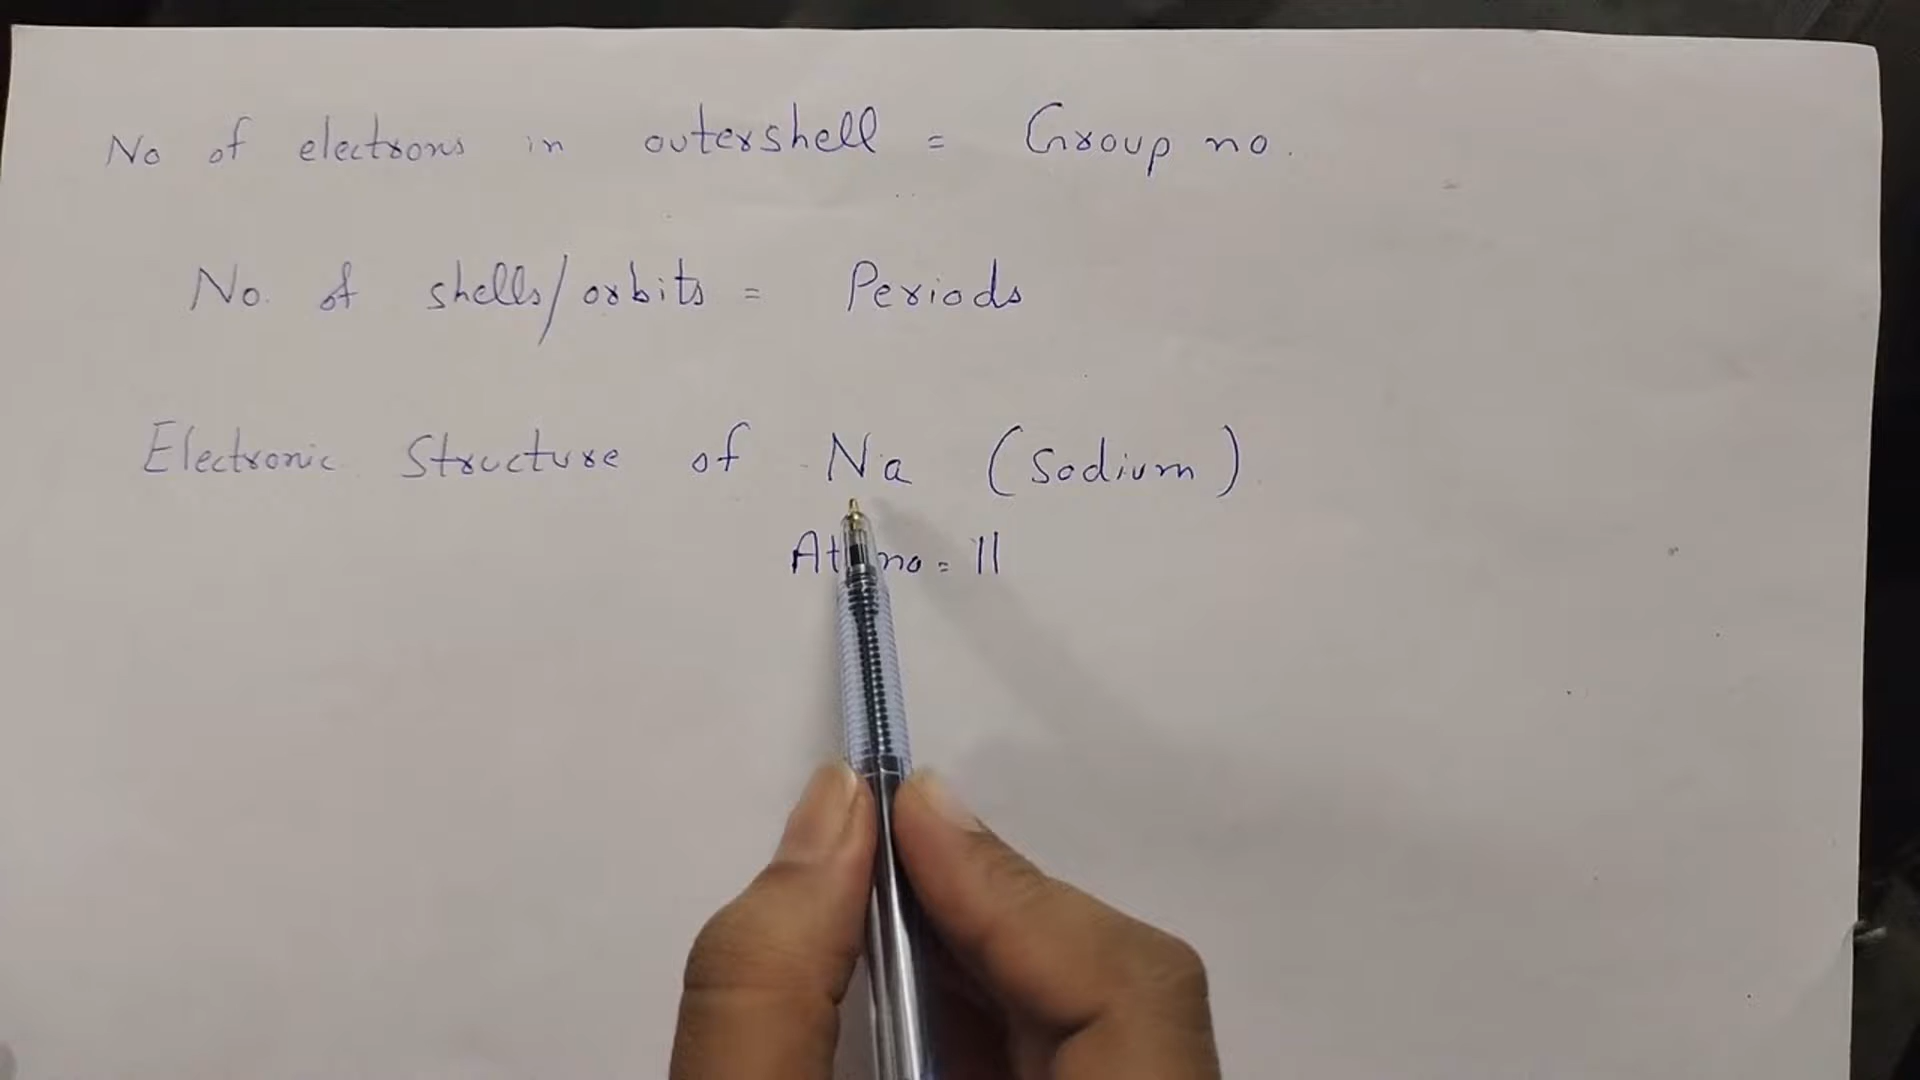 No of electrons in outershell = Group no.
No. of shells/orbits = Periods
Electronic Structure of Na (Sodium)
At no = 11